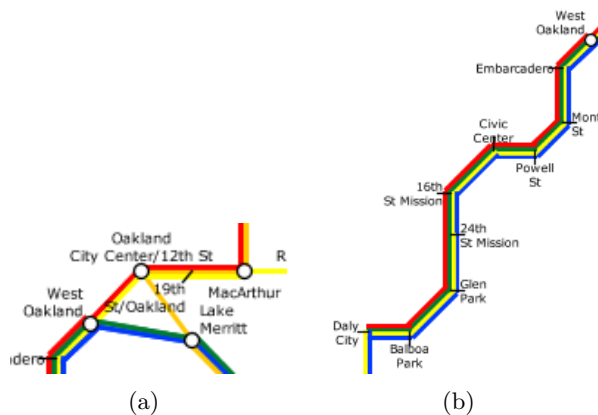 Oakland
City Center/12th St
R
19th
St/Oakland
MacArthur
West
Oakland
Lake
Merritt
adero
(a)
West
Oakland
Embarcadero
Mont
St
Civic
Center
Powell
St
16th
St Mission
24th
St Mission
Glen
Park
Daly
City
Balboa
Park
(b)